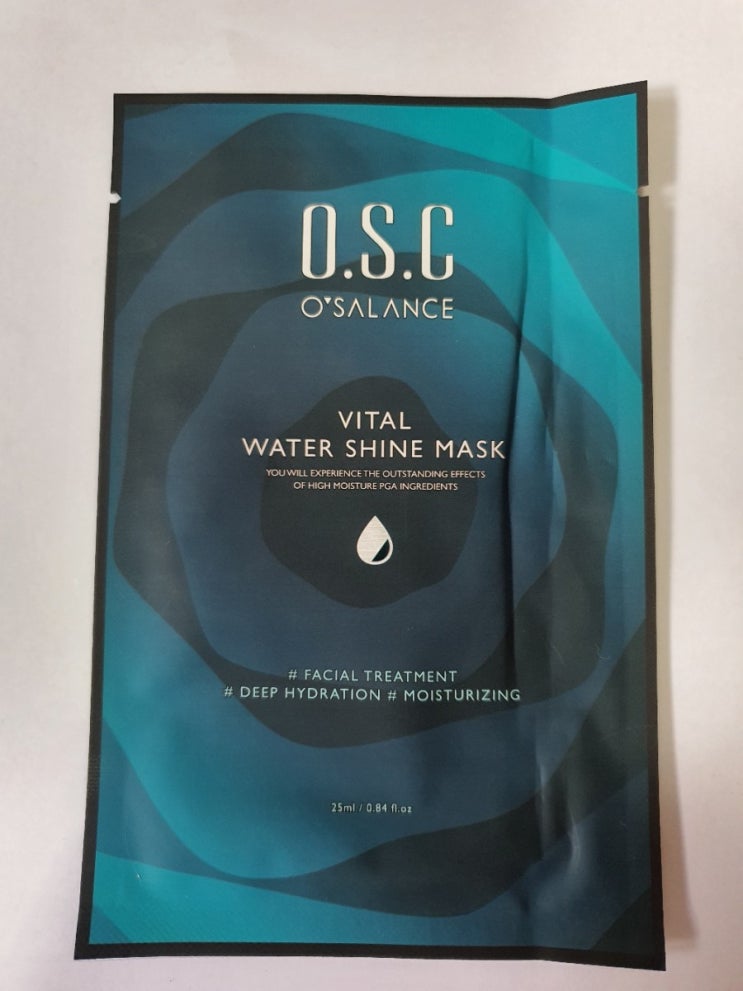 O.S.C
O'SALANCE
VITAL
WATER SHINE MASK
YOU WILL EXPERIENCE THE OUTSTANDING EFFECTS
OF HIGH MOISTURE PGA INGREDIENTS
# FACIAL TREATMENT
# DEEP HYDRATION # MOISTURIZING
25ml / 0.84 fl.oz